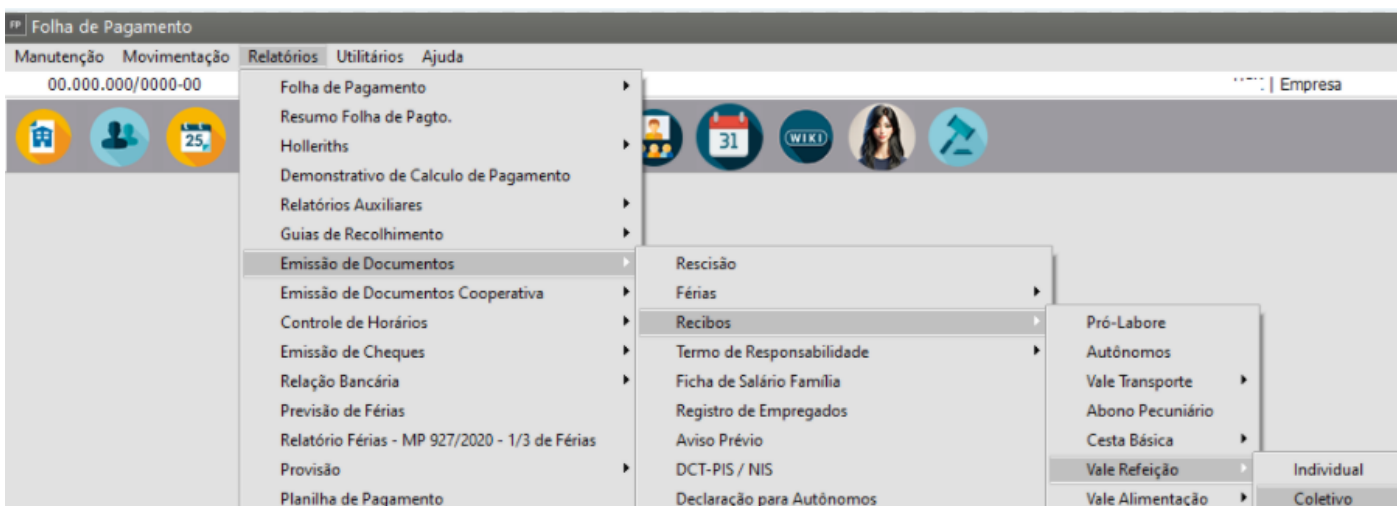 FP Folha de Pagamento
Manutenção Movimentação Relatórios Utilitários Ajuda
00.000.000/0000-00
| Empresa
25
31
WIKI
Folha de Pagamento
Resumo Folha de Pagto.
Holleriths
Demonstrativo de Calculo de Pagamento
Relatórios Auxiliares
Guias de Recolhimento
Emissão de Documentos
Emissão de Documentos Cooperativa
Controle de Horários
Emissão de Cheques
Relação Bancária
Previsão de Férias
Relatório Férias - MP 927/2020 - 1/3 de Férias
Provisão
Planilha de Pagamento
Rescisão
Férias
Recibos
Termo de Responsabilidade
Ficha de Salário Família
Registro de Empregados
Aviso Prévio
DCT-PIS / NIS
Declaração para Autônomos
Pró-Labore
Autônomos
Vale Transporte
Abono Pecuniário
Cesta Básica
Vale Refeição
Vale Alimentação
Individual
Coletivo